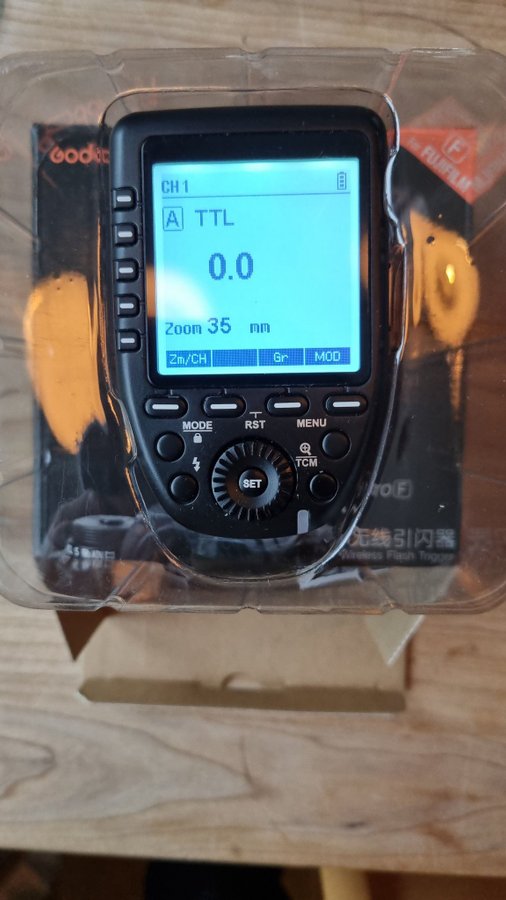 Godox
F
FUJIFILM
CH1
A TTL
0.0
Zoom 35 mm
Zm/CH Gr MOD
MODE RST MENU
TCM
SET
F
无线引闪器
Wireless Flash Trigger